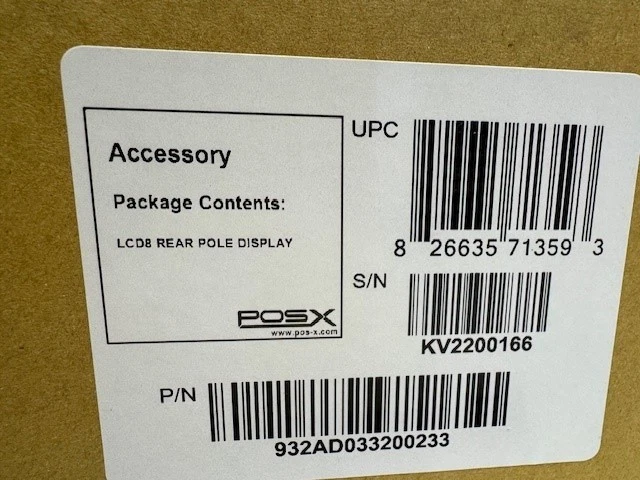 Accessory
Package Contents:
LCD8 REAR POLE DISPLAY
POSX
www.pos-x.com
UPC
8 26635 71359 3
S/N
KV2200166
P/N
932AD033200233